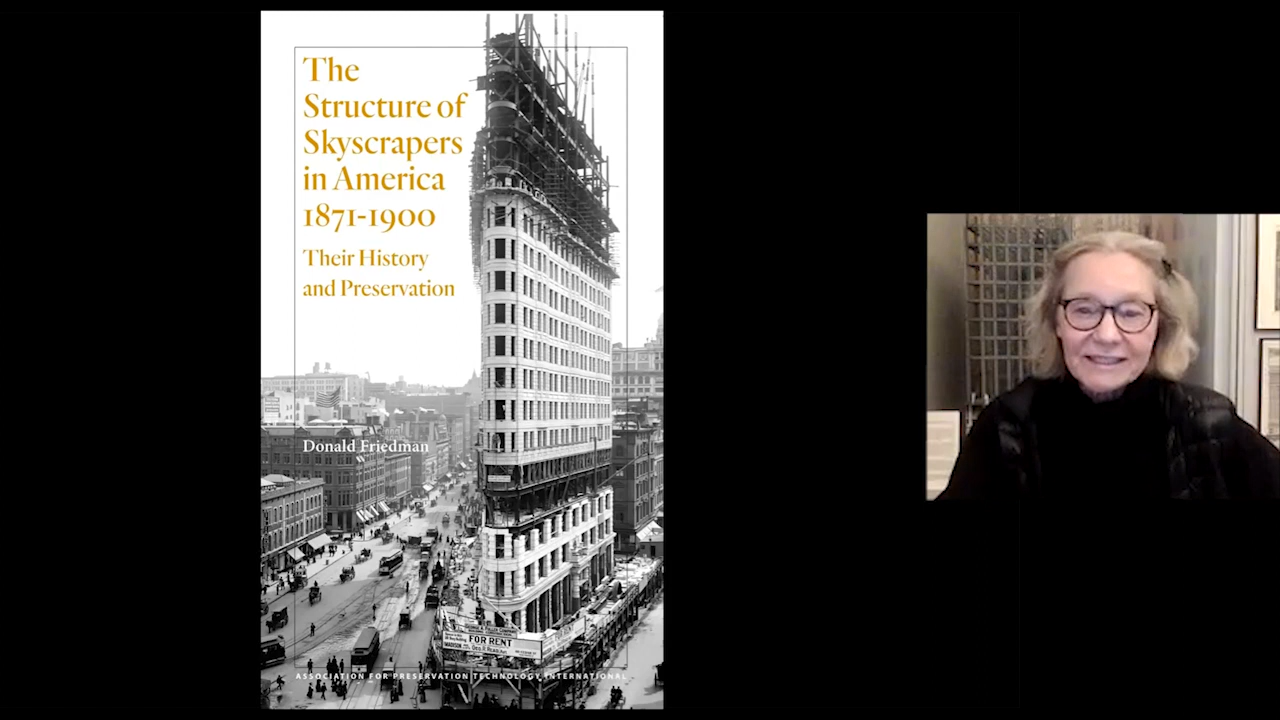 The
Structure of
Skyscrapers
in America
1871-1900
Their History
and Preservation
Donald Friedman
FOR RENT
ASSOCIATION FOR PRESERVATION TECHNOLOGY INTERNATIONAL